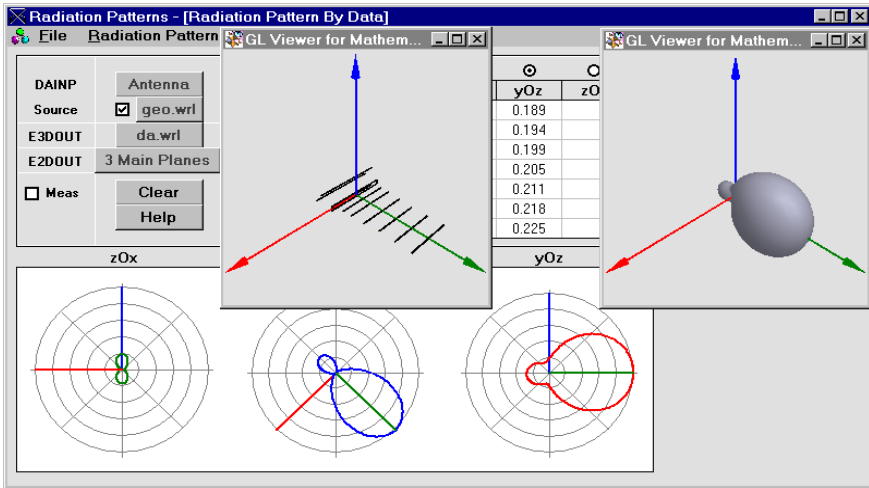 Radiation Patterns - [Radiation Pattern By Data]
File Radiation Pattern
GL Viewer for Mathem...
GL Viewer for Mathem...
DAINP Antenna
Source geo.wrl
E3DOUT da.wrl
E2DOUT 3 Main Planes
Meas Clear
Help
yOz
0.189
0.194
0.199
0.205
0.211
0.218
0.225
zOx
yOz